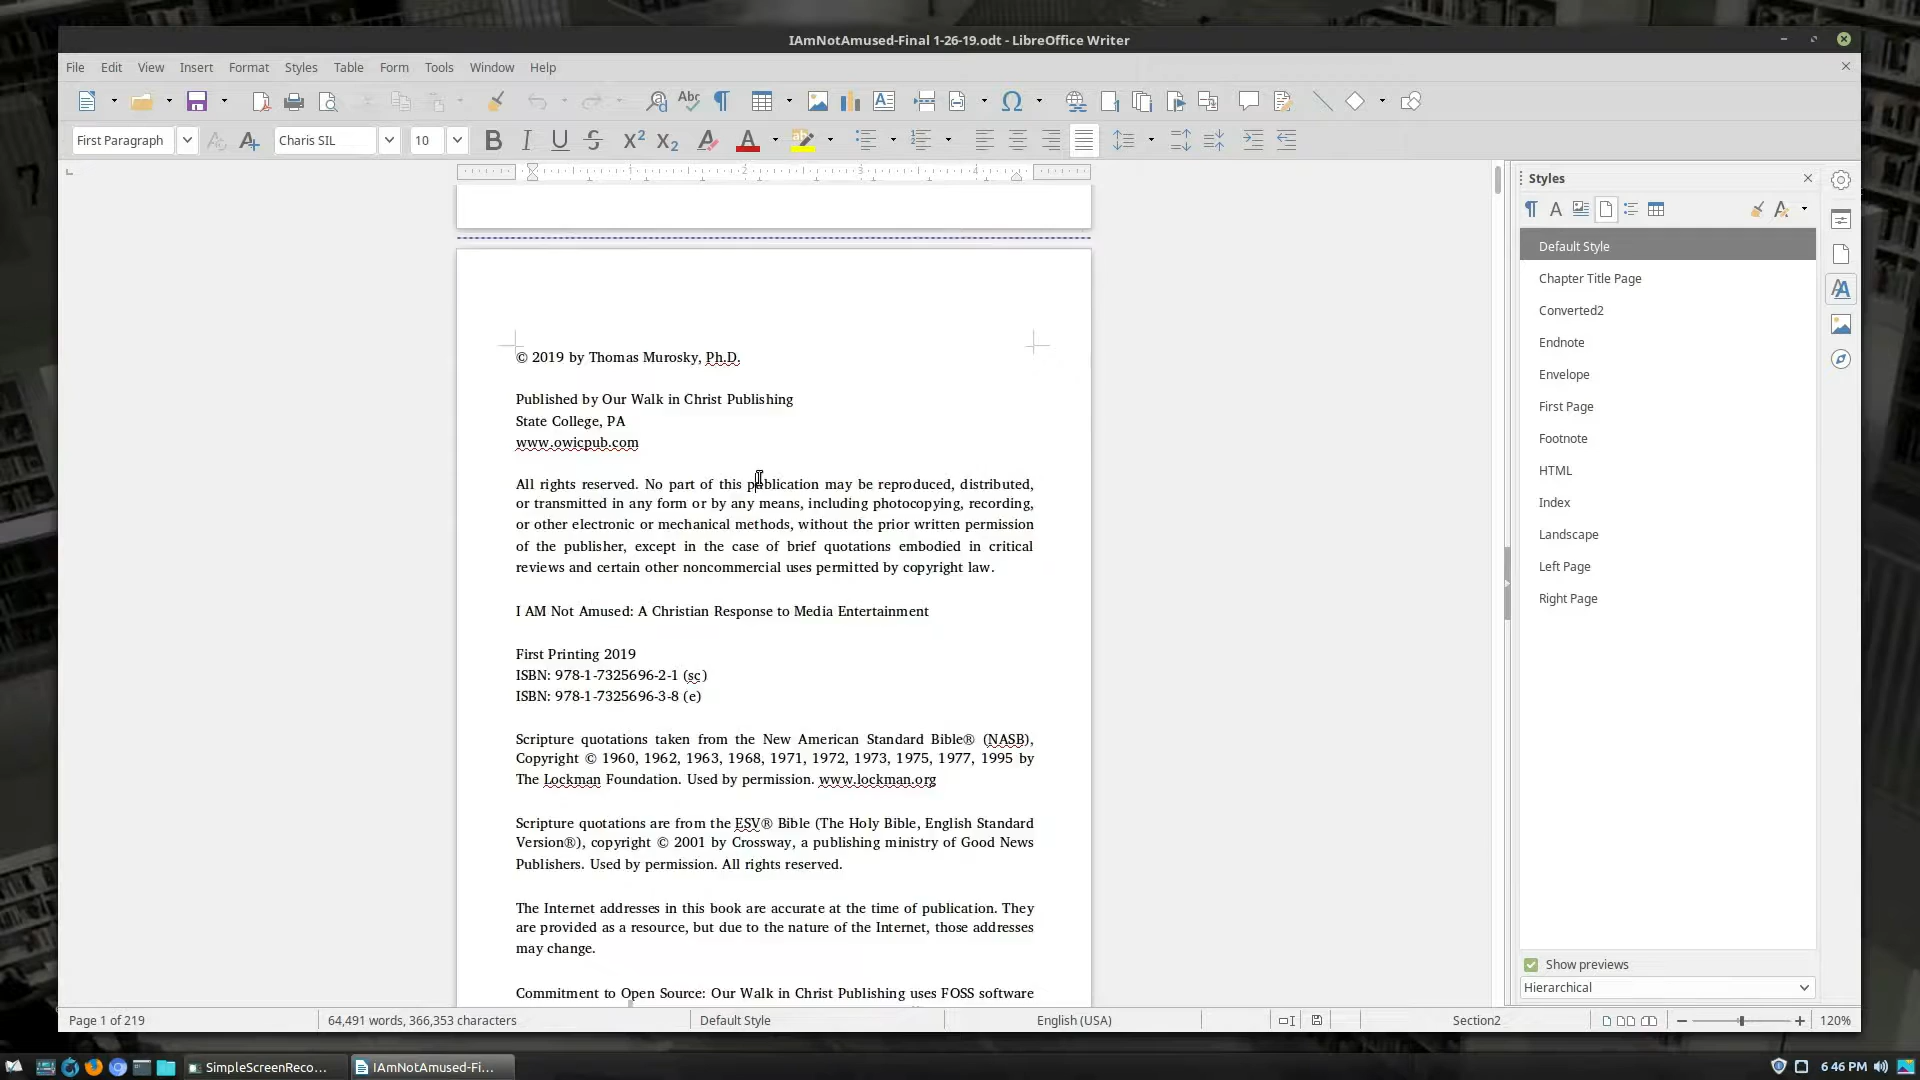 IAmNotAmused-Final 1-26-19.odt - LibreOffice Writer
File Edit View Insert Format Styles Table Form Tools Window Help
First Paragraph Charis SIL 10
1 2 3 4
© 2019 by Thomas Murosky, Ph.D.
Published by Our Walk in Christ Publishing
State College, PA
www.owicpub.com
All rights reserved. No part of this publication may be reproduced, distributed,
or transmitted in any form or by any means, including photocopying, recording,
or other electronic or mechanical methods, without the prior written permission
of the publisher, except in the case of brief quotations embodied in critical
reviews and certain other noncommercial uses permitted by copyright law.
I AM Not Amused: A Christian Response to Media Entertainment
First Printing 2019
ISBN: 978-1-7325696-2-1 (sc)
ISBN: 978-1-7325696-3-8 (e)
Scripture quotations taken from the New American Standard Bible® (NASB),
Copyright © 1960, 1962, 1963, 1968, 1971, 1972, 1973, 1975, 1977, 1995 by
The Lockman Foundation. Used by permission. www.lockman.org
Scripture quotations are from the ESV® Bible (The Holy Bible, English Standard
Version®), copyright © 2001 by Crossway, a publishing ministry of Good News
Publishers. Used by permission. All rights reserved.
The Internet addresses in this book are accurate at the time of publication. They
are provided as a resource, but due to the nature of the Internet, those addresses
may change.
Commitment to Open Source: Our Walk in Christ Publishing uses FOSS software
Styles
Default Style
Chapter Title Page
Converted2
Endnote
Envelope
First Page
Footnote
HTML
Index
Landscape
Left Page
Right Page
Show previews
Hierarchical
Page 1 of 219 64,491 words, 366,353 characters Default Style English (USA) Section2 120%
SimpleScreenReco... IAmNotAmused-Fi... 6:46 PM